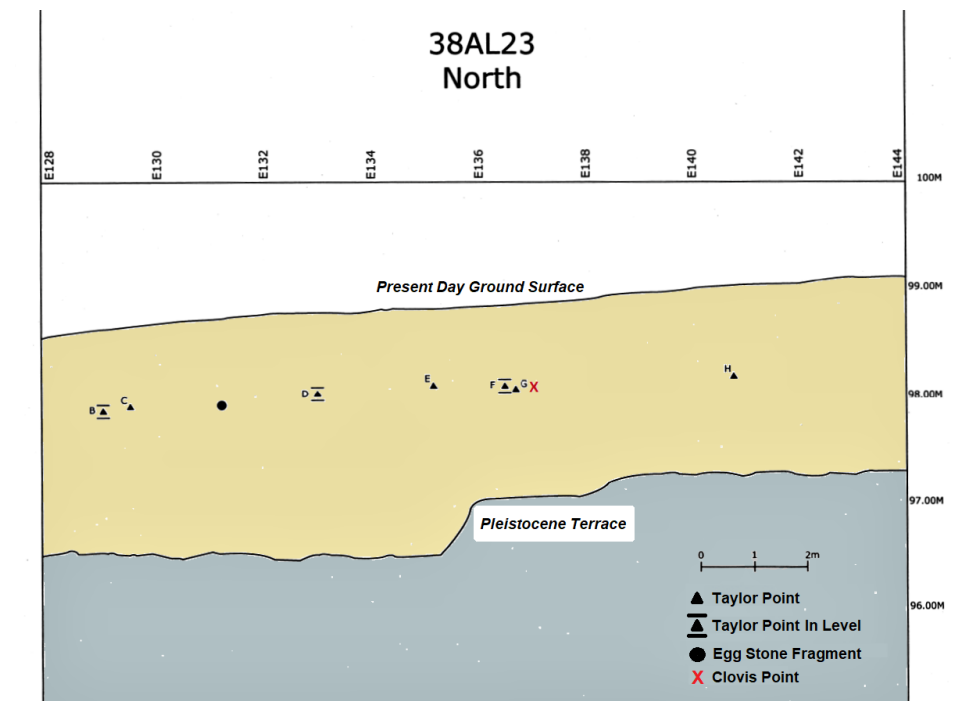 38AL23
North
E128
E130
E132
E134
E136
E138
E140
E142
E144
100M
Present Day Ground Surface
99.00M
H
E
F
G
X
D
98.00M
C
B
97.00M
Pleistocene Terrace
0 1 2m
Taylor Point
96.00M
Taylor Point In Level
Egg Stone Fragment
X Clovis Point